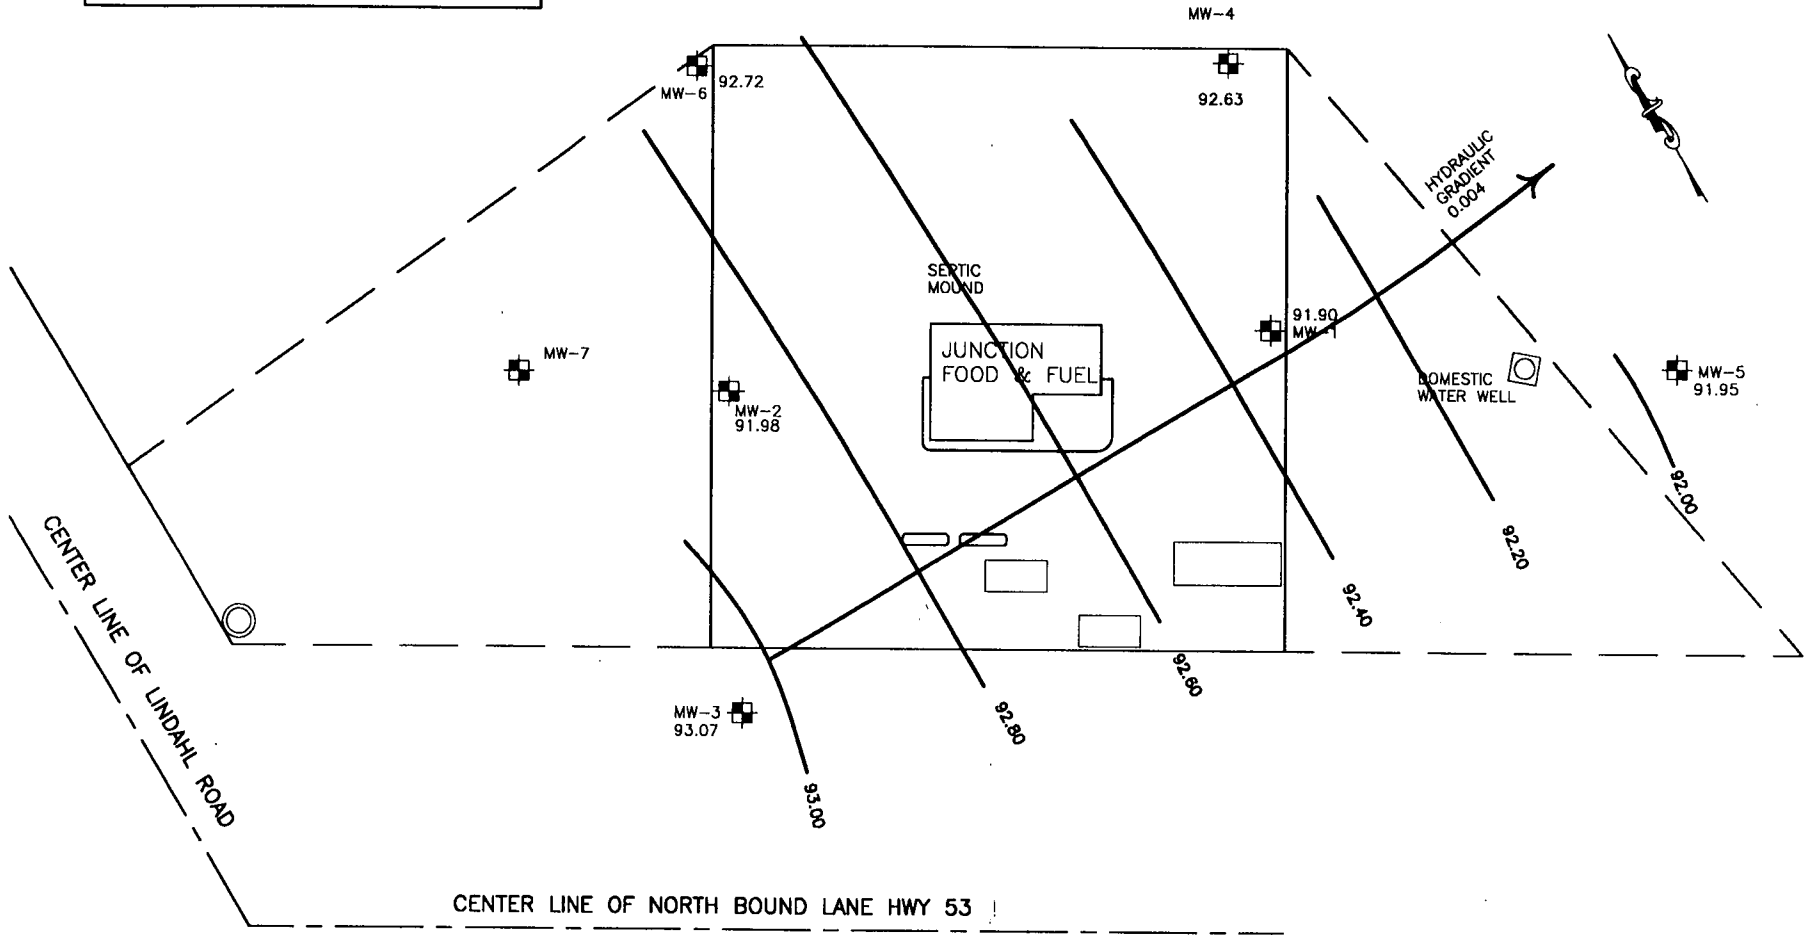 MW-4
MW-6
92.72
92.63
HYDRAULIC
GRADIENT
0.004
SEPTIC
MOUND
91.90
MW-1
JUNCTION
FOOD & FUEL
MW-7
MW-2
91.98
DOMESTIC
WATER WELL
MW-5
91.95
92.00
92.20
92.40
92.60
92.80
93.00
MW-3
93.07
CENTER LINE OF LINDAHL ROAD
CENTER LINE OF NORTH BOUND LANE HWY 53